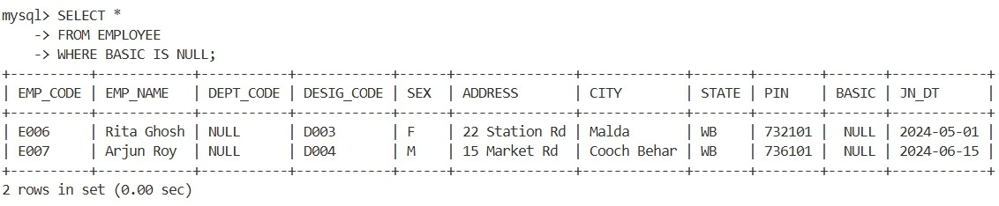 mysql> SELECT *
    -> FROM EMPLOYEE
    -> WHERE BASIC IS NULL;
+----------+------------+-----------+------------+------+---------------+-------------+-------+--------+-------+------------+
| EMP_CODE | EMP_NAME   | DEPT_CODE | DESIG_CODE | SEX  | ADDRESS       | CITY        | STATE | PIN    | BASIC | JN_DT      |
+----------+------------+-----------+------------+------+---------------+-------------+-------+--------+-------+------------+
| E006     | Rita Ghosh | NULL      | D003       | F    | 22 Station Rd | Malda       | WB    | 732101 |  NULL | 2024-05-01 |
| E007     | Arjun Roy  | NULL      | D004       | M    | 15 Market Rd  | Cooch Behar | WB    | 736101 |  NULL | 2024-06-15 |
+----------+------------+-----------+------------+------+---------------+-------------+-------+--------+-------+------------+
2 rows in set (0.00 sec)